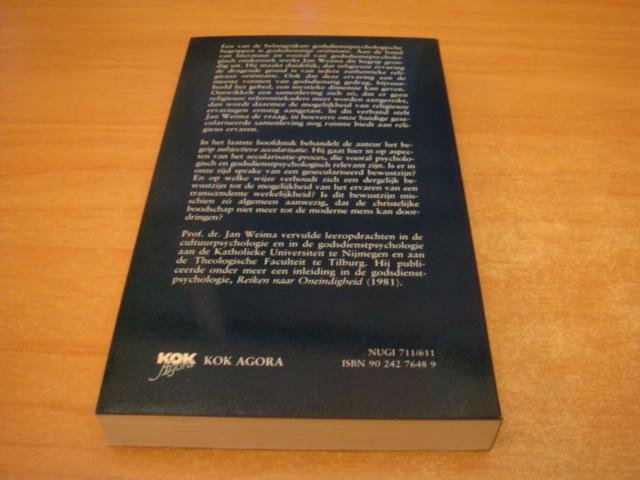 Eén van de belangrijkste godsdienstpsychologische
begrippen is godsdienstige oriëntatie. Aan de hand
van literatuur en vooral van godsdienstpsycholo-
gisch onderzoek werkt Jan Weima dit begrip gron-
dig uit. Hij maakt duidelijk, dat religieuze ervaring
de dragende grond is van iedere authentieke reli-
gieuze oriëntatie. Ook dat deze ervaring aan de
meeste vormen van godsdienstig gedrag, bijvoor-
beeld het gebed, een mystieke dimensie kan geven.
Ontwikkelt een samenleving zich zó, dat er geen
religieuze referentiekaders meer worden aangereikt,
dan wordt daarmee de mogelijkheid van religieuze
ervaringen ernstig aangetast. In dit verband stelt
Jan Weima de vraag, in hoeverre onze huidige gese-
culariseerde samenleving nog ruimte biedt aan reli-
gieus ervaren.
In het laatste hoofdstuk behandelt de auteur het be-
grip subjectieve secularisatie. Hij gaat hier in op aspec-
ten van het secularisatie-proces, die vooral psycholo-
gisch en godsdienstpsychologisch relevant zijn. Is er in
onze tijd sprake van een geseculariseerd bewustzijn?
En op welke wijze verhoudt zich een dergelijk be-
wustzijn tot de mogelijkheid van het ervaren van een
transcendente werkelijkheid? Is dit bewustzijn mis-
schien zó algemeen aanwezig, dat de christelijke
boodschap niet meer tot de moderne mens kan door-
dringen?
Prof. dr. Jan Weima vervulde leeropdrachten in de
cultuurpsychologie en in de godsdienstpsychologie
aan de Katholieke Universiteit te Nijmegen en aan
de Theologische Faculteit te Tilburg. Hij publi-
ceerde onder meer een inleiding in de godsdienst-
psychologie, Reiken naar Oneindigheid (1981).
KOK
Agora
KOK AGORA
NUGI 711/611
ISBN 90 242 7648 9